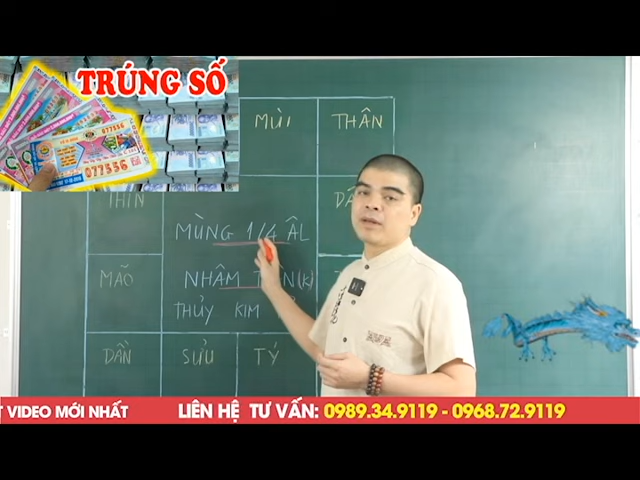 TRÚNG SỐ
077556
077556
MÙI
THÂN
THÌN
MÙNG 1/4 ÂL
MÃO
NHÂM
(K)
THỦY KIM
DẦN
SỬU
TÝ
VIDEO MỚI NHẤT
LIÊN HỆ TƯ VẤN: 0989.34.9119 - 0968.72.9119